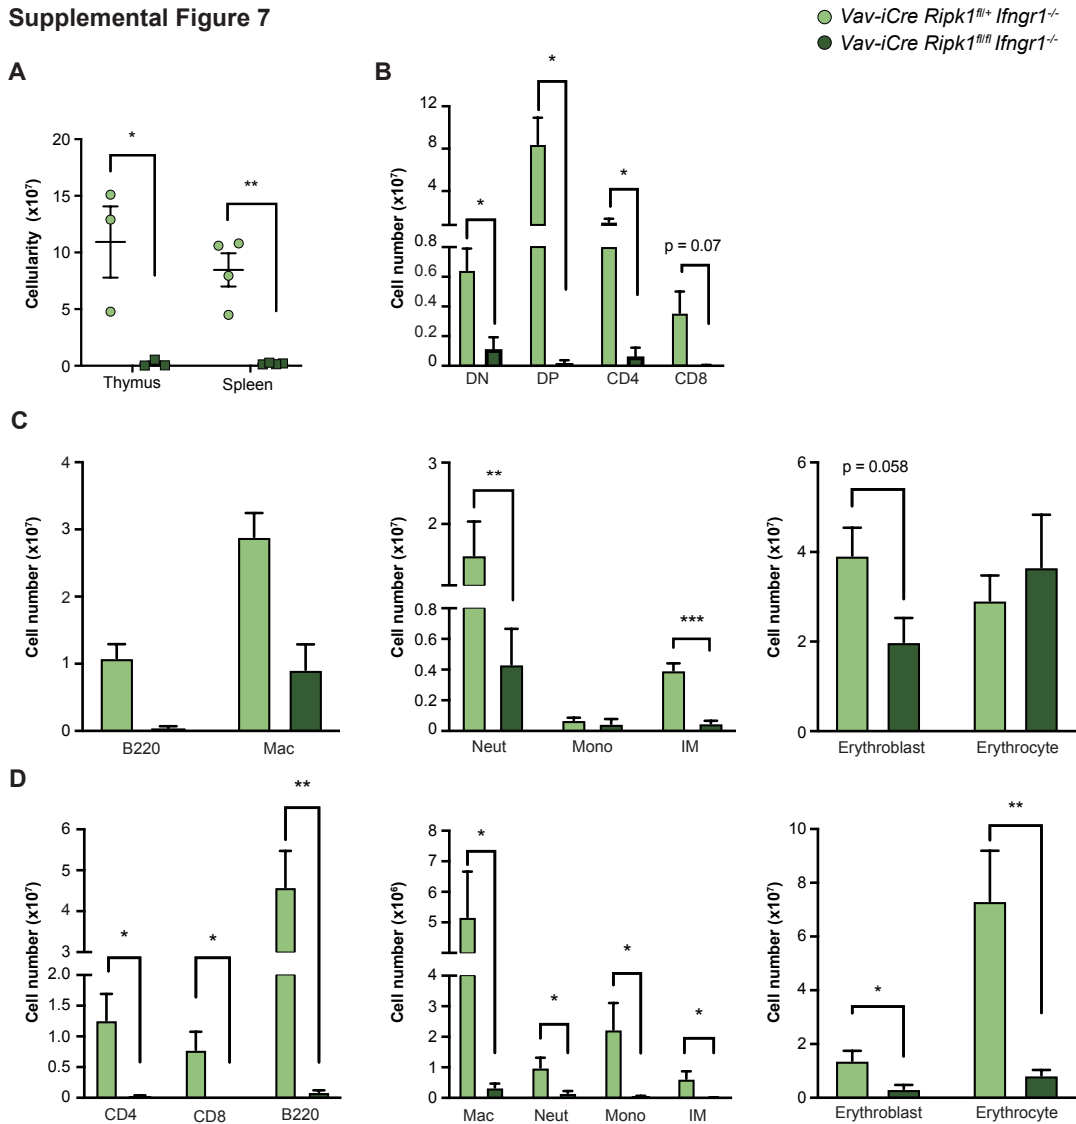 Supplemental Figure 7
Vav-iCre Ripk1fl/+ Ifngr1-/-
Vav-iCre Ripk1fl/fl Ifngr1-/-
A
Cellularity (x10⁷)
20
15
10
5
0
*
**
Thymus
Spleen
B
Cell number (x10⁷)
12
8
4
0.8
0.6
0.4
0.2
0
*
*
*
p = 0.07
DN
DP
CD4
CD8
C
Cell number (x10⁷)
4
3
2
1
0
B220
Mac
Cell number (x10⁷)
3
2
1
0.8
0.6
0.4
0.2
0
**
***
Neut
Mono
IM
Cell number (x10⁷)
6
4
2
0
p = 0.058
Erythroblast
Erythrocyte
D
Cell number (x10⁷)
6
5
4
3
2.0
1.5
1.0
0.5
0
*
*
**
CD4
CD8
B220
Cell number (x10⁶)
8
7
6
5
4
4
3
2
1
0
*
*
*
*
Mac
Neut
Mono
IM
Cell number (x10⁷)
10
8
6
4
2
0
*
**
Erythroblast
Erythrocyte